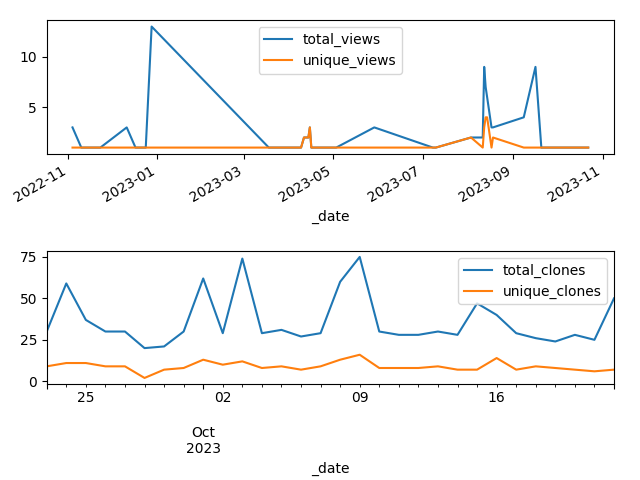 10
5
total_views
unique_views
2022-11
2023-01
2023-03
2023-05
2023-07
2023-09
2023-11
_date
75
50
25
0
total_clones
unique_clones
25
02
09
16
Oct
2023
_date